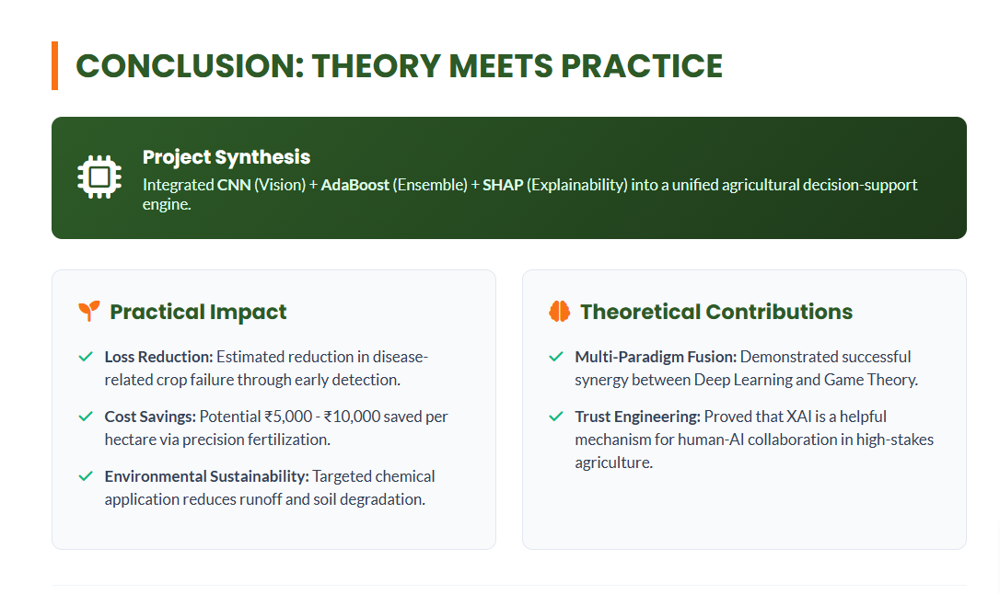 CONCLUSION: THEORY MEETS PRACTICE
Project Synthesis
Integrated CNN (Vision) + AdaBoost (Ensemble) + SHAP (Explainability) into a unified agricultural decision-support
engine.
Practical Impact
Loss Reduction: Estimated reduction in disease-
related crop failure through early detection.
Cost Savings: Potential ₹5,000 - ₹10,000 saved per
hectare via precision fertilization.
Environmental Sustainability: Targeted chemical
application reduces runoff and soil degradation.
Theoretical Contributions
Multi-Paradigm Fusion: Demonstrated successful
synergy between Deep Learning and Game Theory.
Trust Engineering: Proved that XAI is a helpful
mechanism for human-AI collaboration in high-stakes
agriculture.